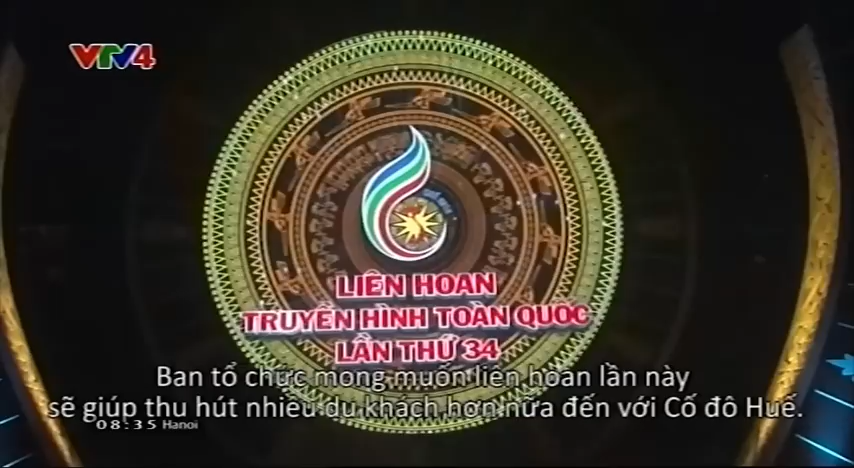 VTV4
LIÊN HOAN
TRUYỀN HÌNH TOÀN QUỐC
LẦN THỨ 34
Ban tổ chức mong muốn liên hoan lần này
sẽ giúp thu hút nhiều du khách hơn nữa đến với Cố đô Huế.
08:35 Hanoi